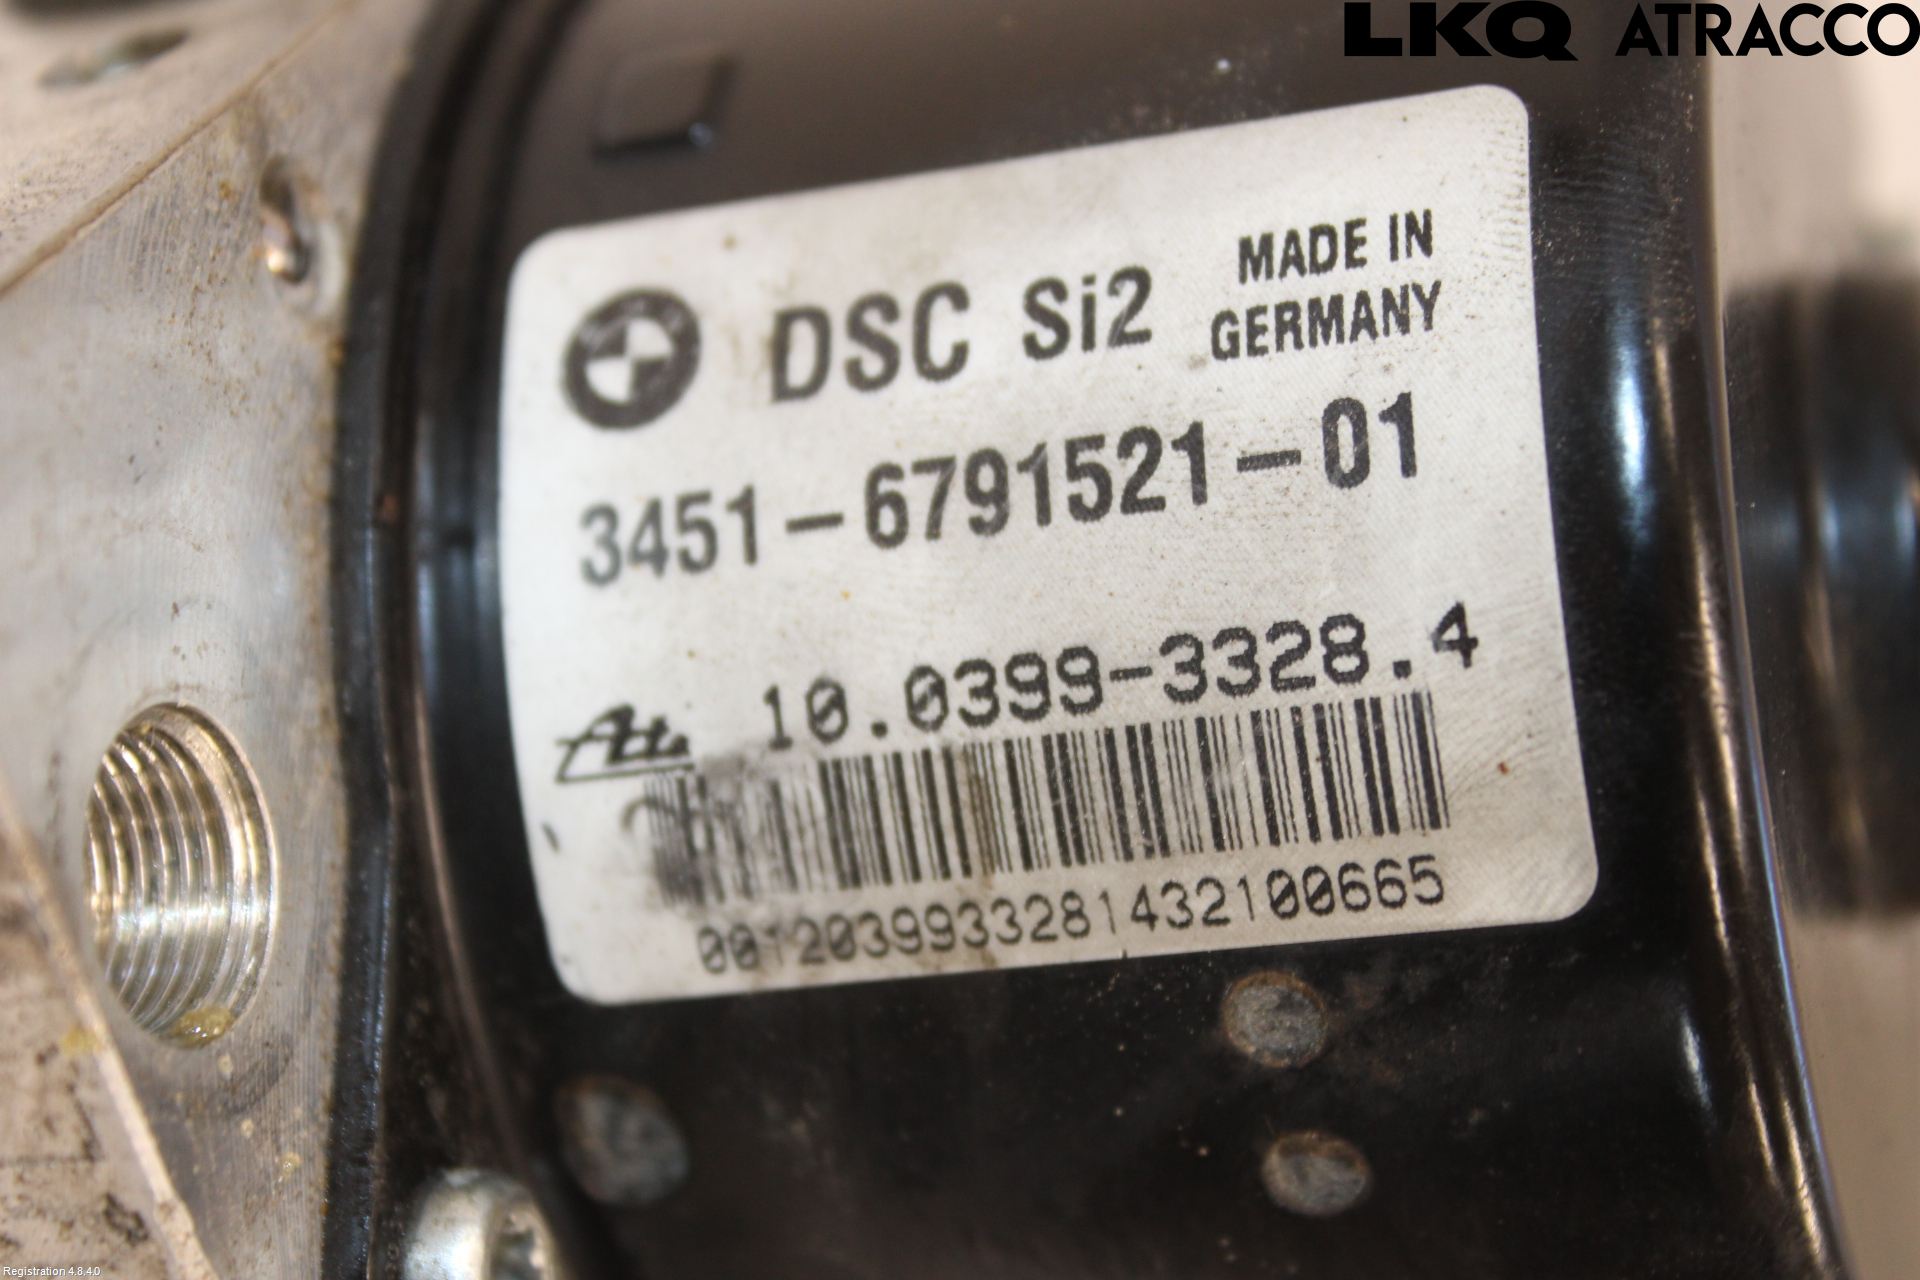 LKQ ATRACCO
DSC Si2
MADE IN
GERMANY
3451-6791521-01
Ate
10.0399-3328.4
0012039933281432100665
Registration 4.8.4.0